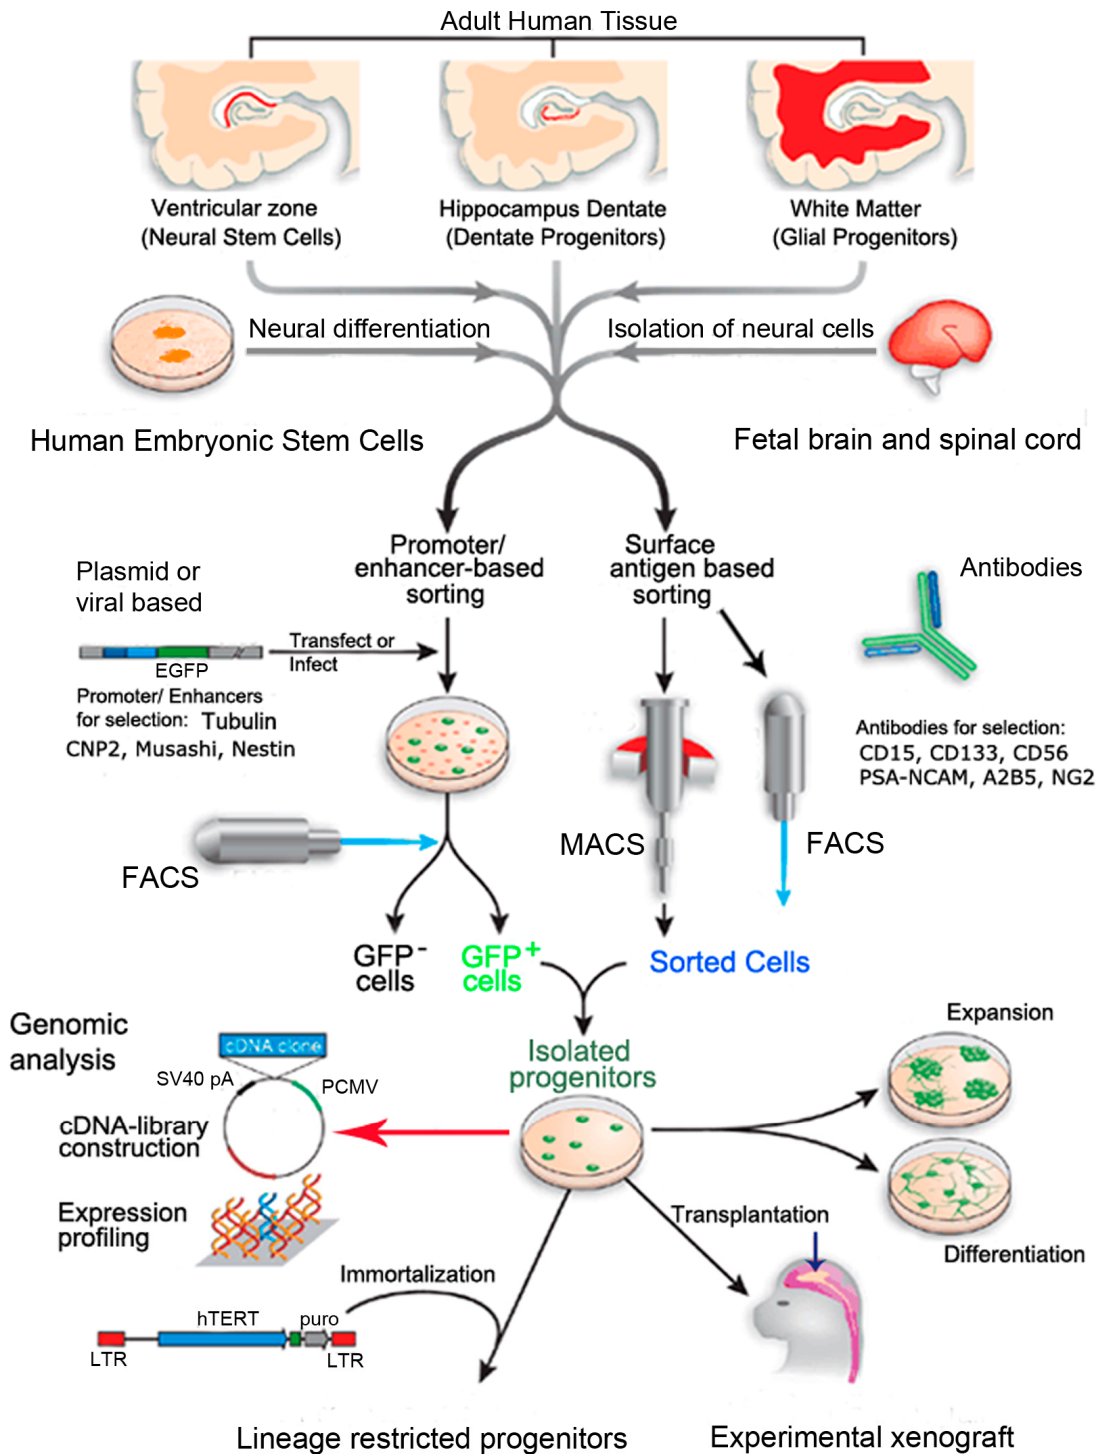 Adult Human Tissue
Ventricular zone
(Neural Stem Cells)
Hippocampus Dentate
(Dentate Progenitors)
White Matter
(Glial Progenitors)
Neural differentiation
Isolation of neural cells
Human Embryonic Stem Cells
Fetal brain and spinal cord
Promoter/
enhancer-based
sorting
Surface
antigen based
sorting
Plasmid or
viral based
EGFP
Transfect or
Infect
Promoter/ Enhancers
for selection: Tubulin
CNP2, Musashi, Nestin
Antibodies
Antibodies for selection:
CD15, CD133, CD56
PSA-NCAM, A2B5, NG2
FACS
MACS
FACS
GFP-
cells
GFP+
cells
Sorted Cells
Genomic
analysis
cDNA clone
SV40 pA
PCMV
cDNA-library
construction
Expression
profiling
Isolated
progenitors
Expansion
Differentiation
Transplantation
Immortalization
hTERT
puro
LTR
LTR
Lineage restricted progenitors
Experimental xenograft